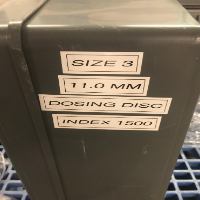 SIZE 3
11.0 MM
DOSING DISC
INDEX 1500